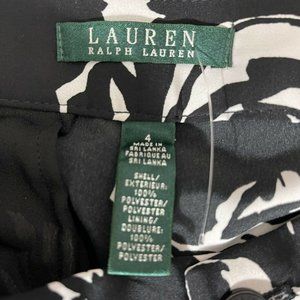 LAUREN
RALPH LAUREN
4
MADE IN
SRI LANKA
FABRIQUE AU
SRI LANKA
SHELL/
EXTERIEUR:
100%
POLYESTER/
POLYESTER
LINING/
DOUBLURE:
100%
POLYESTER/
POLYESTER